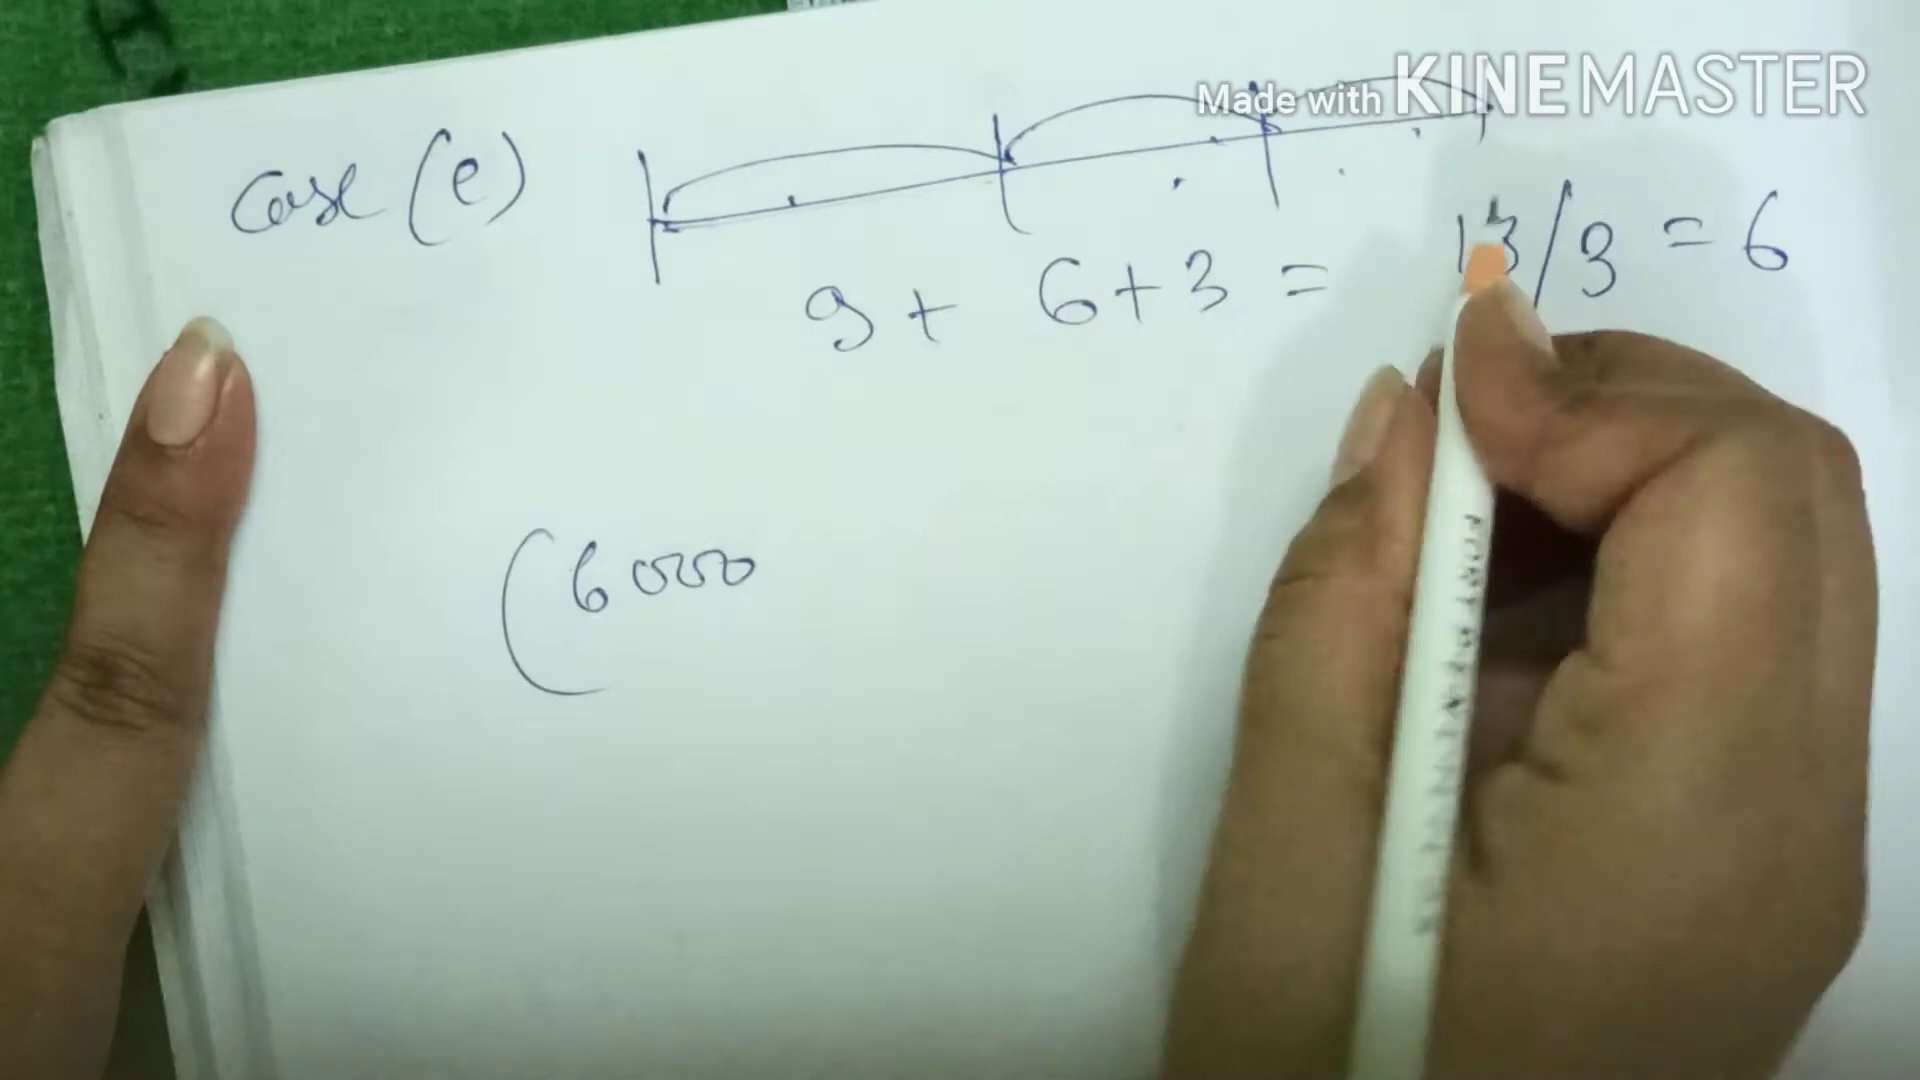 Made with KINEMASTER
Case (e)
9 + 6 + 3 = 18/3 = 6
(6000